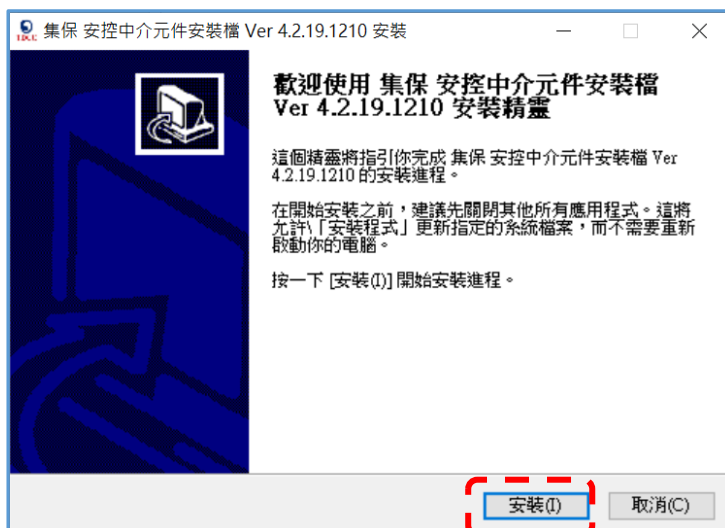 TDCC 集保 安控中介元件安裝檔 Ver 4.2.19.1210 安裝
歡迎使用 集保 安控中介元件安裝檔
Ver 4.2.19.1210 安裝精靈
這個精靈將指引你完成 集保 安控中介元件安裝檔 Ver
4.2.19.1210 的安裝進程。
在開始安裝之前，建議先關閉其他所有應用程式。這將
允許\「安裝程式」更新指定的系統檔案，而不需要重新
啟動你的電腦。
按一下 [安裝(I)] 開始安裝進程。
安裝(I)
取消(C)